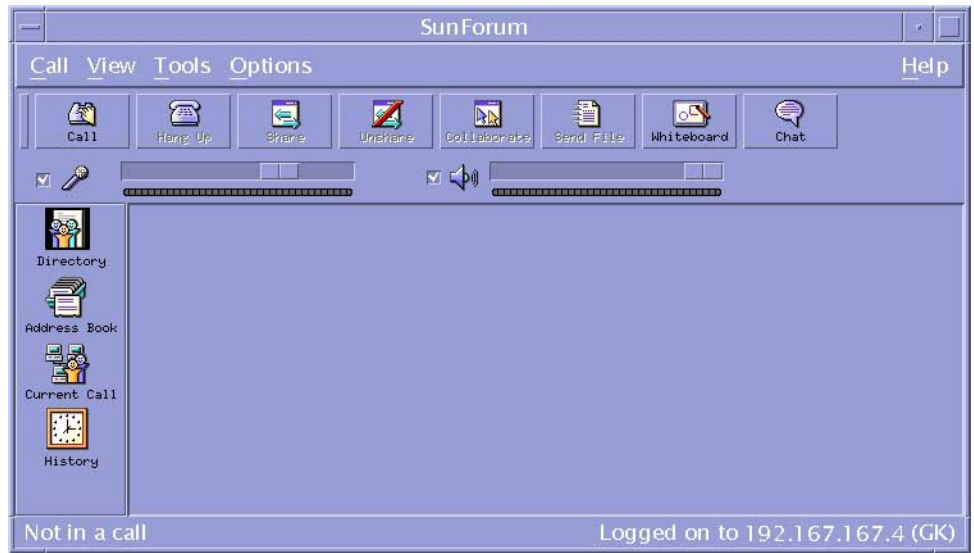 SunForum
Call View Tools Options Help
Call Hang Up Share Unshare Collaborate Send File Whiteboard Chat
Directory
Address Book
Current Call
History
Not in a call Logged on to 192.167.167.4 (GK)